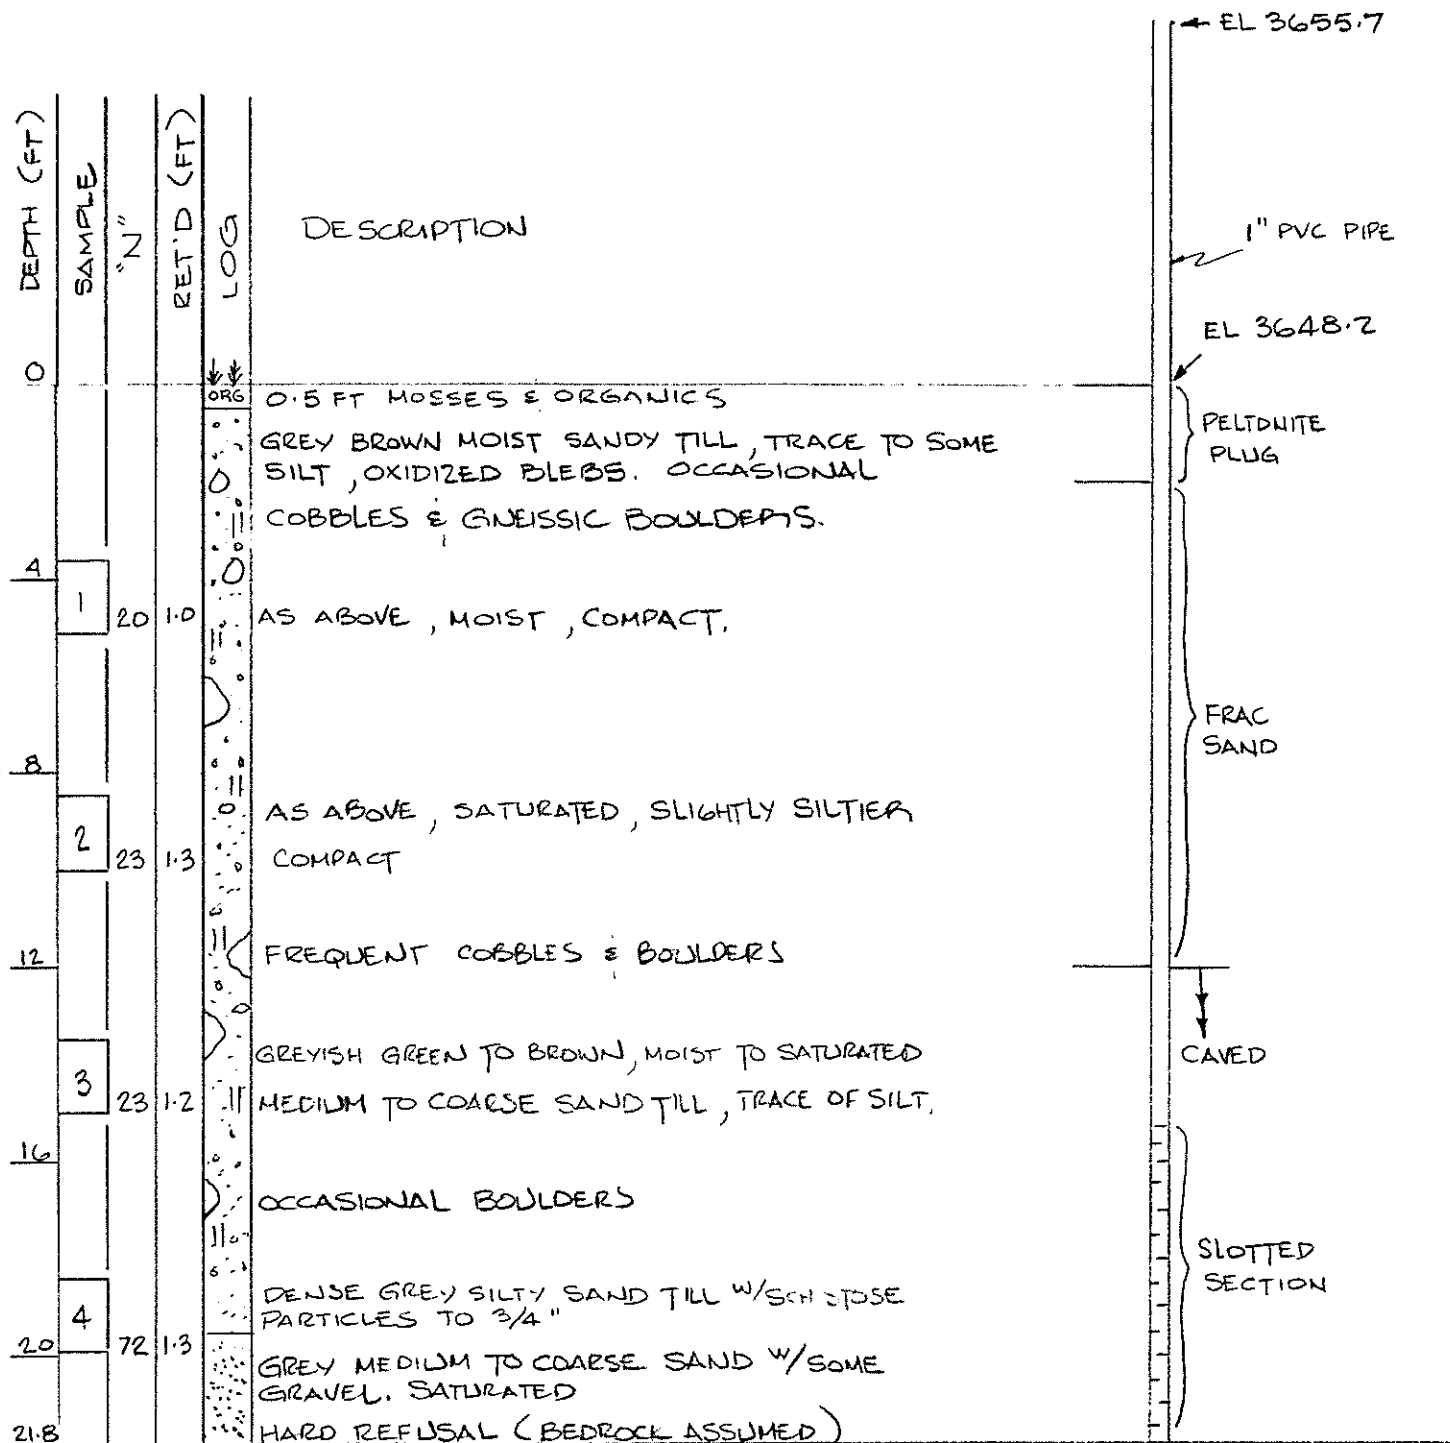 EL 3655.7
DEPTH (FT)
SAMPLE
"N"
RET'D (FT)
LOG
DESCRIPTION
1" PVC PIPE
EL 3648.2
0
ORG
0.5 FT MOSSES & ORGANICS
GREY BROWN MOIST SANDY TILL, TRACE TO SOME
SILT, OXIDIZED BLEBS. OCCASIONAL
COBBLES & GNEISSIC BOULDERS.
PELTONITE
PLUG
4
1
20
1.0
AS ABOVE, MOIST, COMPACT.
FRAC
SAND
8
2
23
1.3
AS ABOVE, SATURATED, SLIGHTLY SILTIER
COMPACT
12
FREQUENT COBBLES & BOULDERS
CAVED
3
23
1.2
GREYISH GREEN TO BROWN, MOIST TO SATURATED
MEDIUM TO COARSE SAND TILL, TRACE OF SILT.
16
OCCASIONAL BOULDERS
SLOTTED
SECTION
4
72
1.3
DENSE GREY SILTY SAND TILL W/SCHISTOSE
PARTICLES TO 3/4"
20
GREY MEDIUM TO COARSE SAND W/SOME
GRAVEL. SATURATED
21.8
HARD REFUSAL (BEDROCK ASSUMED)